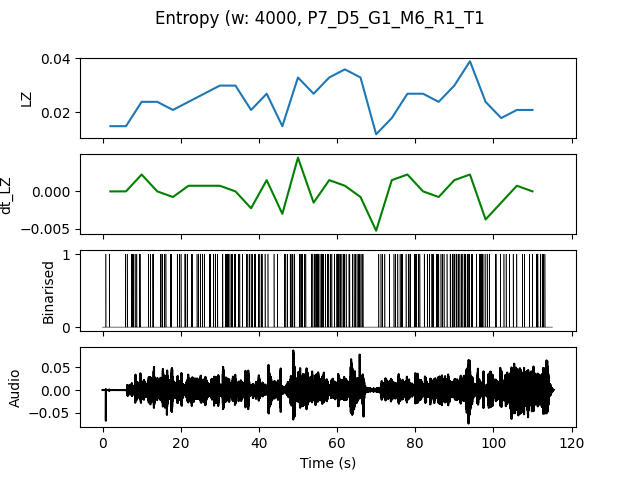 Entropy (w: 4000, P7_D5_G1_M6_R1_T1
0.04
0.02
LZ
0.000
−0.005
dt_LZ
1
0
Binarised
0.05
0.00
−0.05
Audio
0 20 40 60 80 100 120
Time (s)